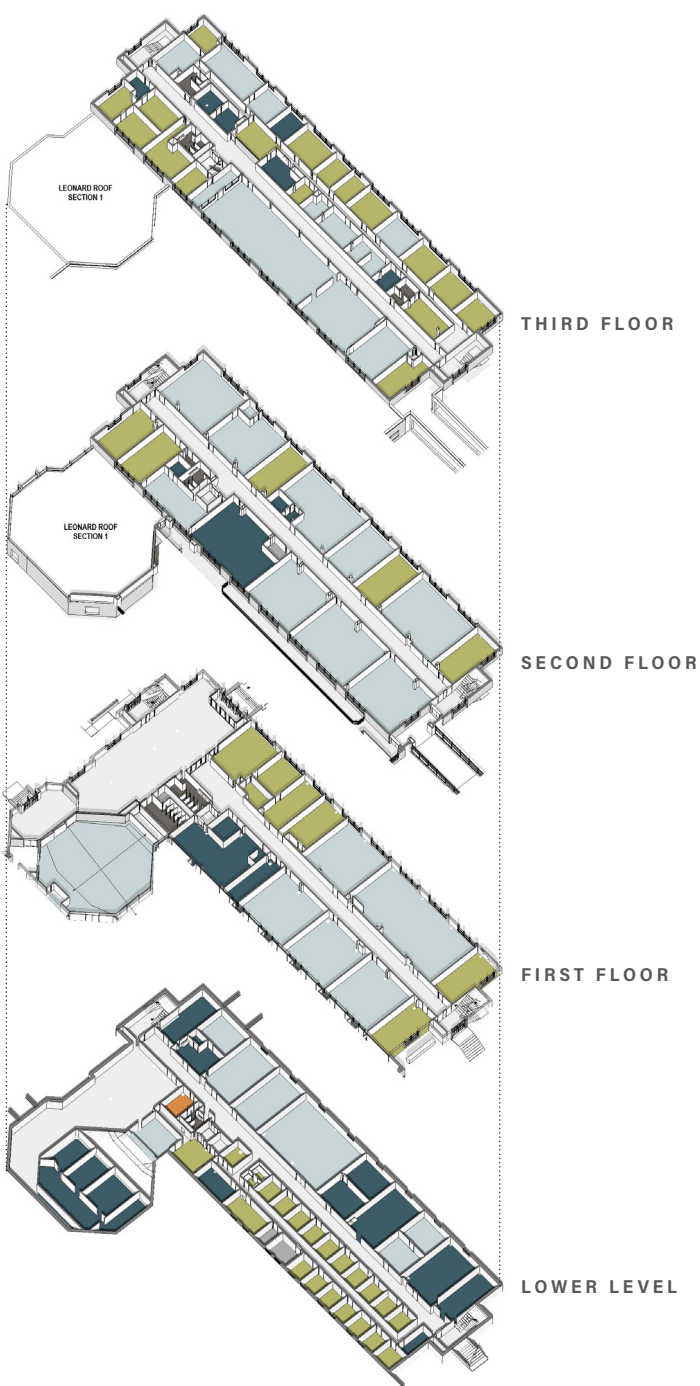 LEONARD ROOF
SECTION 1
THIRD FLOOR
LEONARD ROOF
SECTION 1
SECOND FLOOR
FIRST FLOOR
LOWER LEVEL